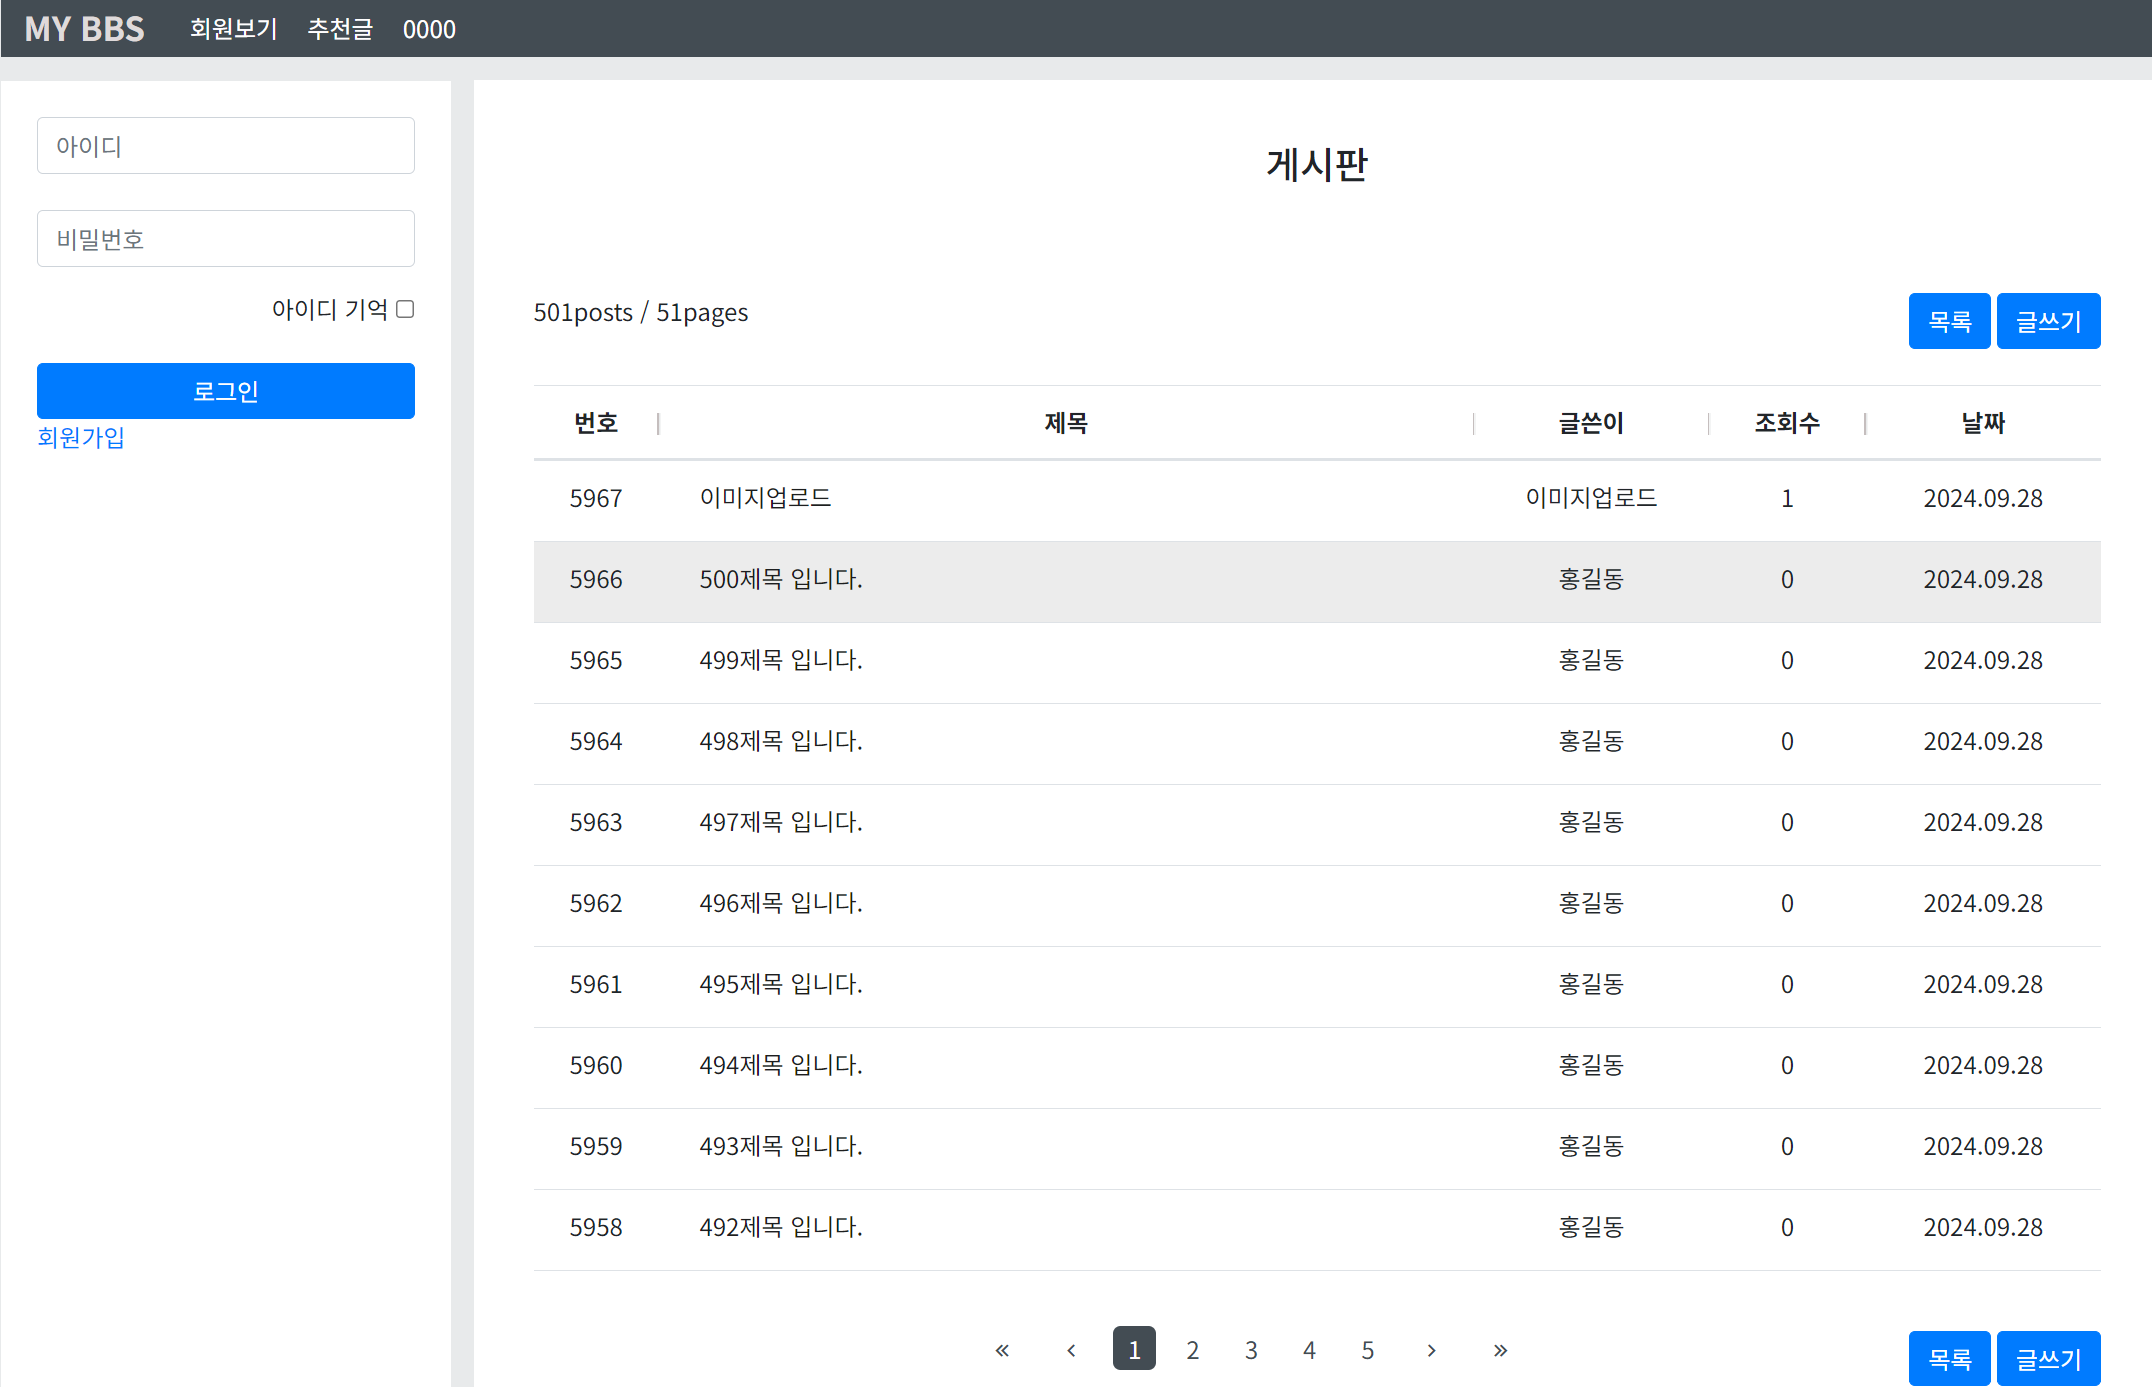 MY BBS 회원보기 추천글 0000
아이디
비밀번호
아이디 기억
로그인
회원가입
게시판
501posts / 51pages 목록 글쓰기
번호 제목 글쓴이 조회수 날짜
5967 이미지업로드 이미지업로드 1 2024.09.28
5966 500제목 입니다. 홍길동 0 2024.09.28
5965 499제목 입니다. 홍길동 0 2024.09.28
5964 498제목 입니다. 홍길동 0 2024.09.28
5963 497제목 입니다. 홍길동 0 2024.09.28
5962 496제목 입니다. 홍길동 0 2024.09.28
5961 495제목 입니다. 홍길동 0 2024.09.28
5960 494제목 입니다. 홍길동 0 2024.09.28
5959 493제목 입니다. 홍길동 0 2024.09.28
5958 492제목 입니다. 홍길동 0 2024.09.28
« ‹ 1 2 3 4 5 › » 목록 글쓰기